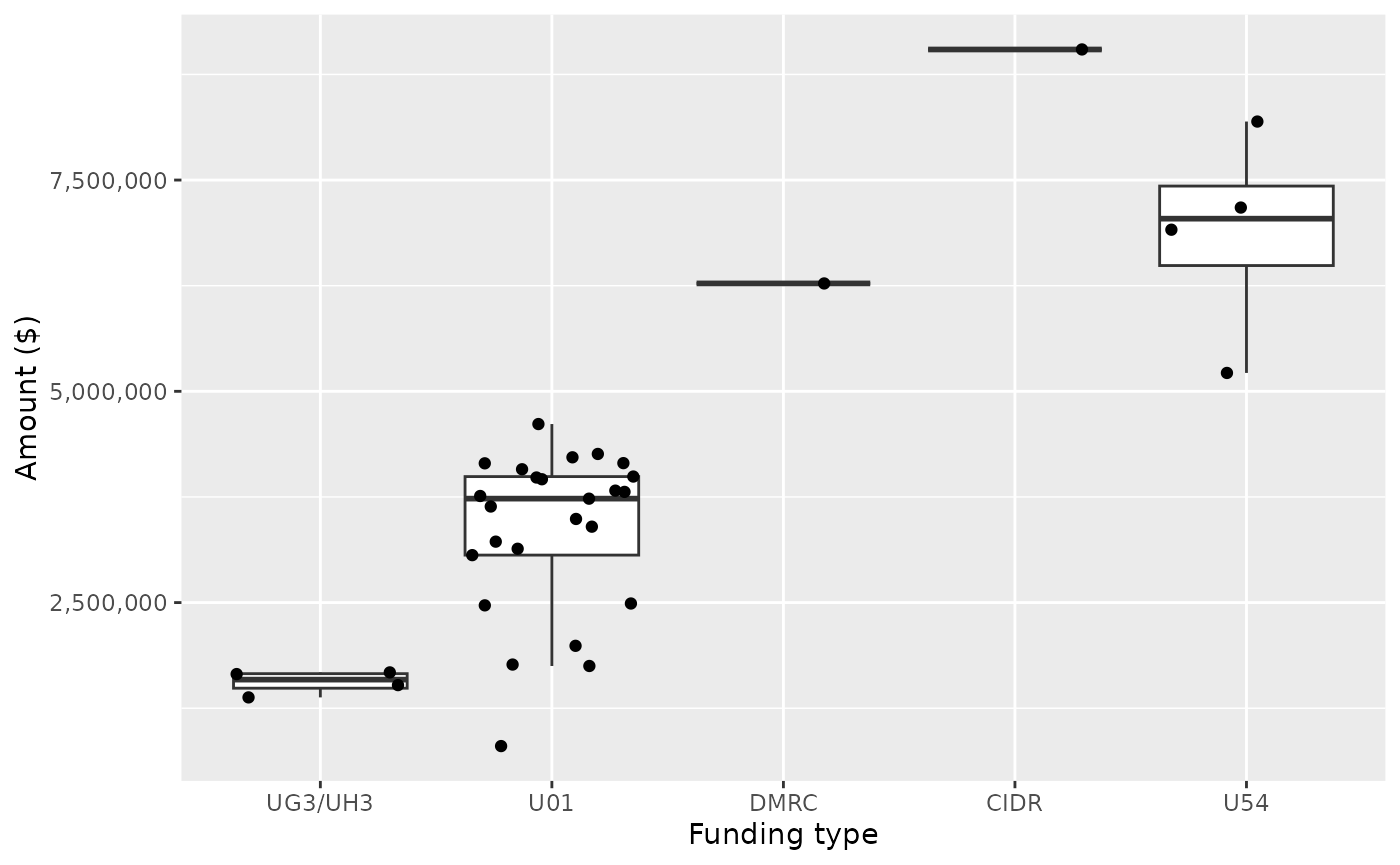 Amount ($)
7,500,000
5,000,000
2,500,000
UG3/UH3 U01 DMRC CIDR U54
Funding type